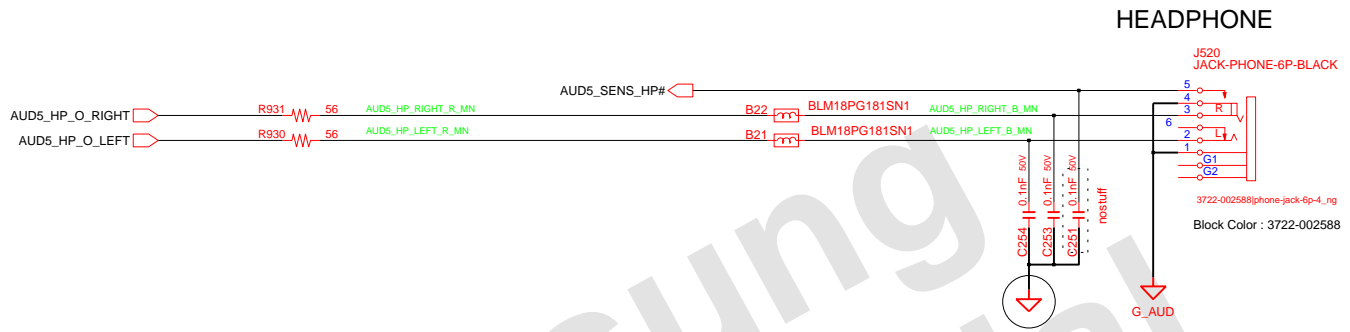 HEADPHONE
J520
JACK-PHONE-6P-BLACK
AUD5_SENS_HP#
5
4
R
AUD5_HP_O_RIGHT
R931
56
AUD5_HP_RIGHT_R_MN
B22
BLM18PG181SN1
AUD5_HP_RIGHT_B_MN
3
6
AUD5_HP_O_LEFT
R930
56
AUD5_HP_LEFT_R_MN
B21
BLM18PG181SN1
AUD5_HP_LEFT_B_MN
2
L
1
G1
G2
0.1nF 50V
0.1nF 50V
0.1nF 50V
nostuff
C254
C253
C251
3722-002588|phone-jack-6p-4_ng
Block Color : 3722-002588
G_AUD
sung
al